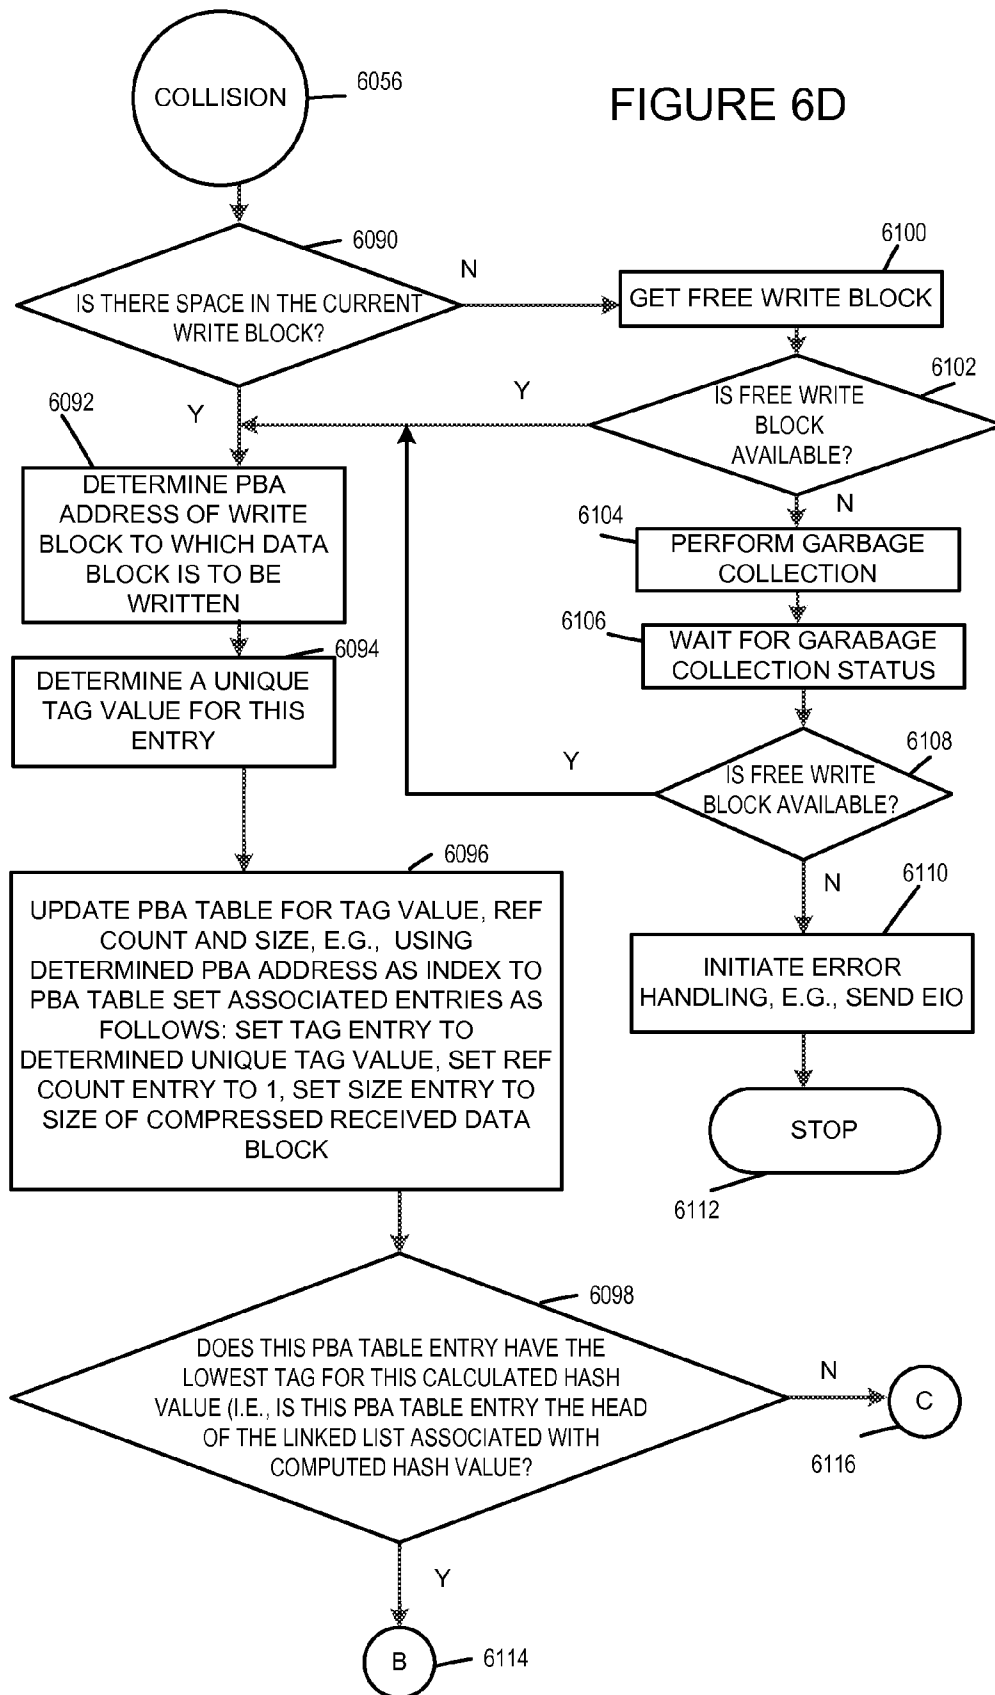 FIGURE 6D
COLLISION
6056
6090
IS THERE SPACE IN THE CURRENT
WRITE BLOCK?
N
Y
6100
GET FREE WRITE BLOCK
6102
IS FREE WRITE
BLOCK
AVAILABLE?
Y
N
6092
DETERMINE PBA
ADDRESS OF WRITE
BLOCK TO WHICH DATA
BLOCK IS TO BE
WRITTEN
6104
PERFORM GARBAGE
COLLECTION
6106
WAIT FOR GARABAGE
COLLECTION STATUS
6094
DETERMINE A UNIQUE
TAG VALUE FOR THIS
ENTRY
6108
IS FREE WRITE
BLOCK AVAILABLE?
Y
N
6096
UPDATE PBA TABLE FOR TAG VALUE, REF
COUNT AND SIZE, E.G., USING
DETERMINED PBA ADDRESS AS INDEX TO
PBA TABLE SET ASSOCIATED ENTRIES AS
FOLLOWS: SET TAG ENTRY TO
DETERMINED UNIQUE TAG VALUE, SET REF
COUNT ENTRY TO 1, SET SIZE ENTRY TO
SIZE OF COMPRESSED RECEIVED DATA
BLOCK
6110
INITIATE ERROR
HANDLING, E.G., SEND EIO
STOP
6112
6098
DOES THIS PBA TABLE ENTRY HAVE THE
LOWEST TAG FOR THIS CALCULATED HASH
VALUE (I.E., IS THIS PBA TABLE ENTRY THE HEAD
OF THE LINKED LIST ASSOCIATED WITH
COMPUTED HASH VALUE?
N
C
6116
Y
B
6114